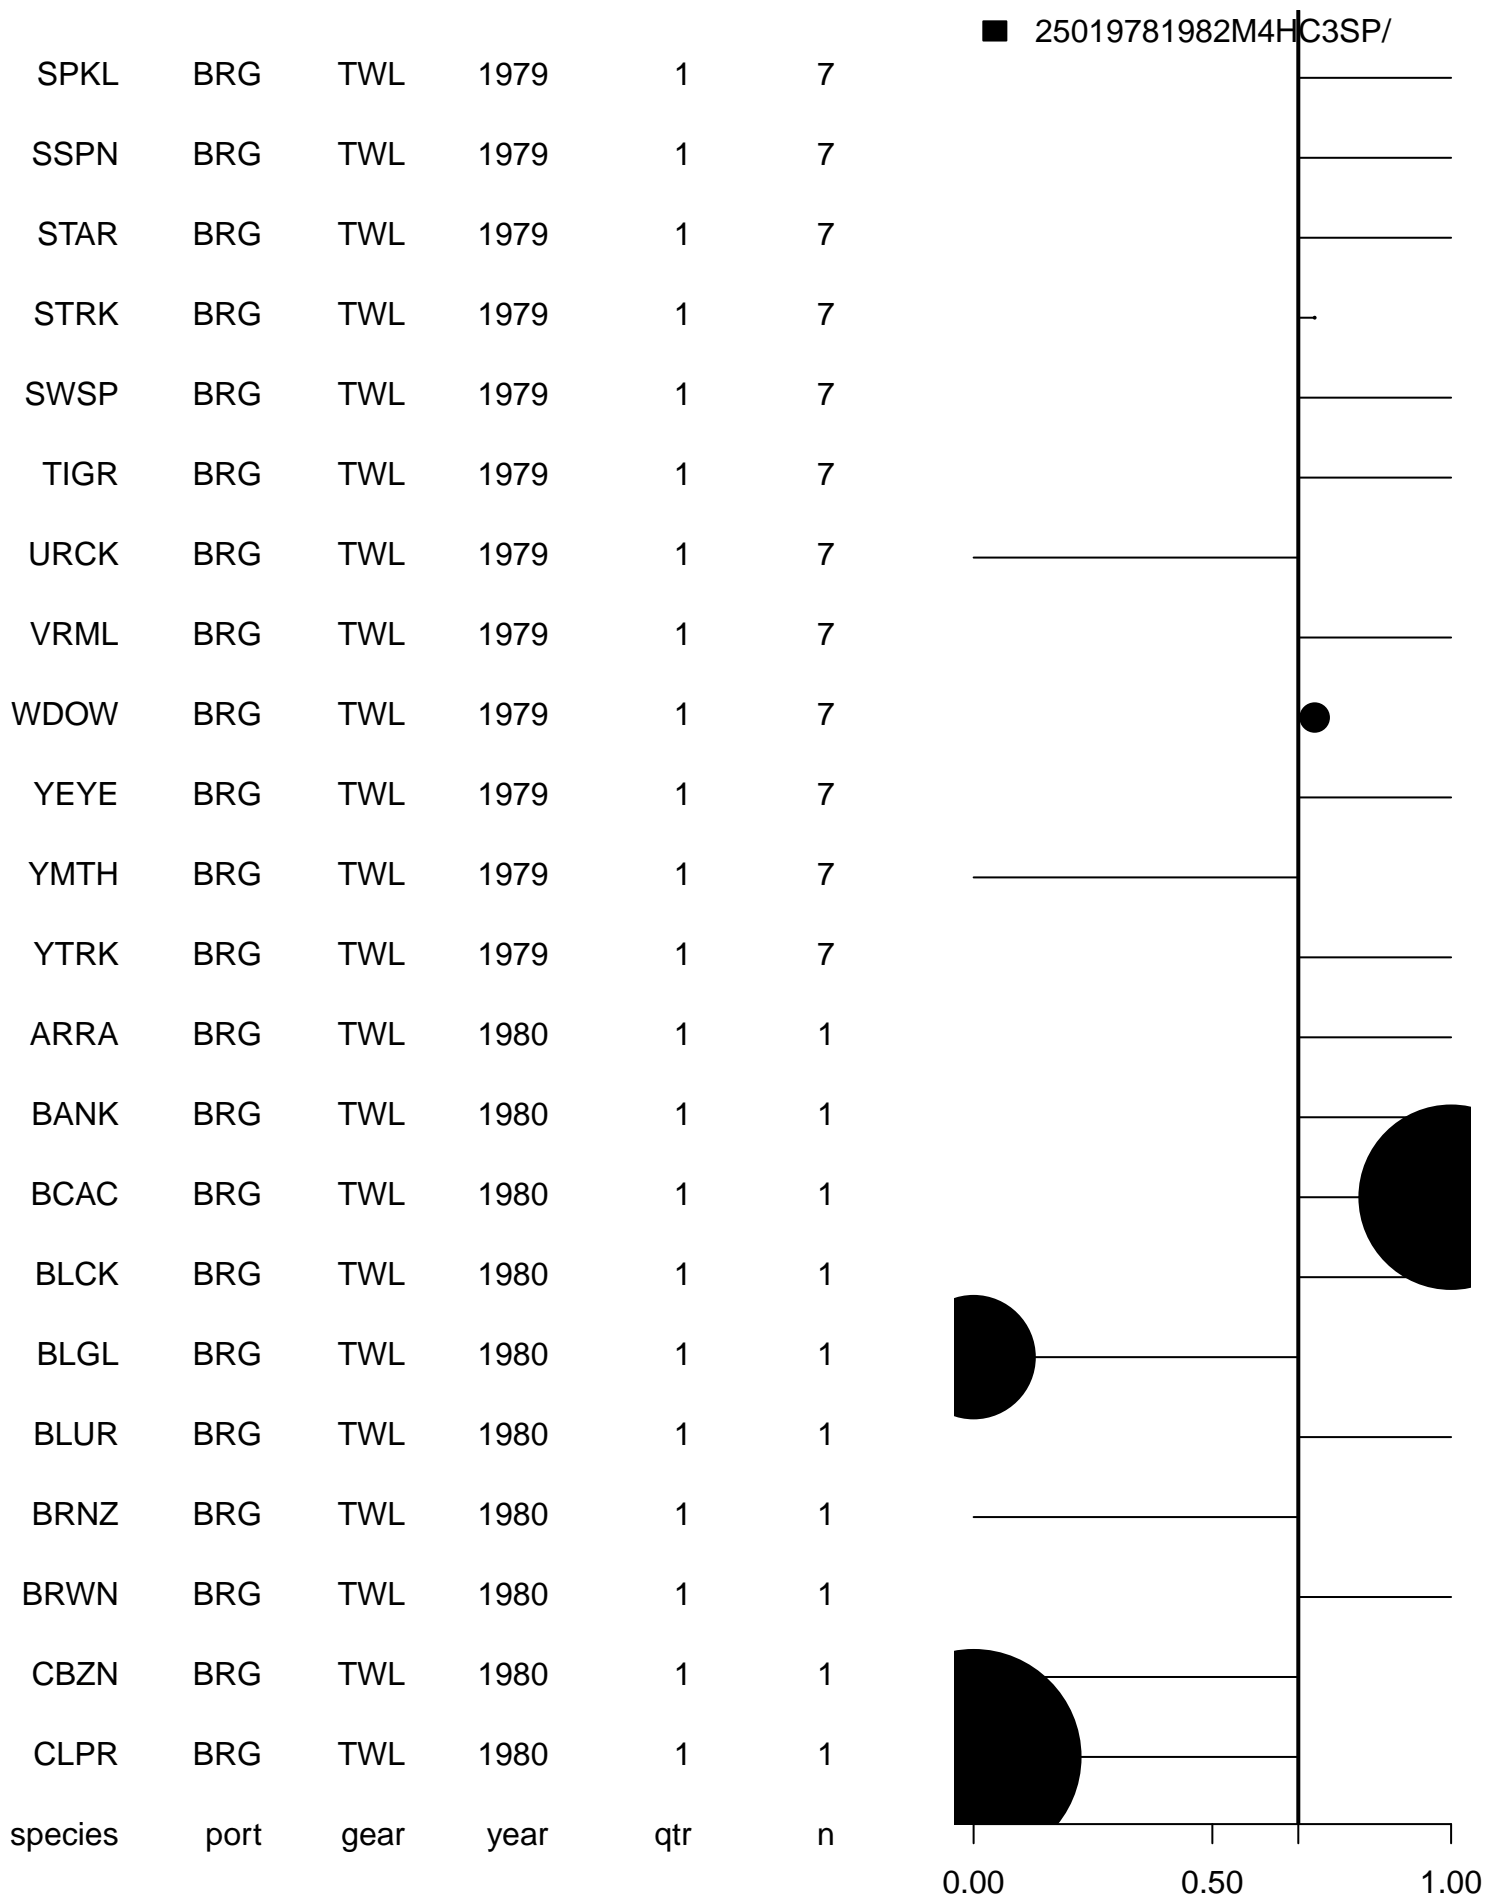 25019781982M4HC3SP/
SPKL BRG TWL 1979 1 7
SSPN BRG TWL 1979 1 7
STAR BRG TWL 1979 1 7
STRK BRG TWL 1979 1 7
SWSP BRG TWL 1979 1 7
TIGR BRG TWL 1979 1 7
URCK BRG TWL 1979 1 7
VRML BRG TWL 1979 1 7
WDOW BRG TWL 1979 1 7
YEYE BRG TWL 1979 1 7
YMTH BRG TWL 1979 1 7
YTRK BRG TWL 1979 1 7
ARRA BRG TWL 1980 1 1
BANK BRG TWL 1980 1 1
BCAC BRG TWL 1980 1 1
BLCK BRG TWL 1980 1 1
BLGL BRG TWL 1980 1 1
BLUR BRG TWL 1980 1 1
BRNZ BRG TWL 1980 1 1
BRWN BRG TWL 1980 1 1
CBZN BRG TWL 1980 1 1
CLPR BRG TWL 1980 1 1
species port gear year qtr n
0.00 0.50 1.00